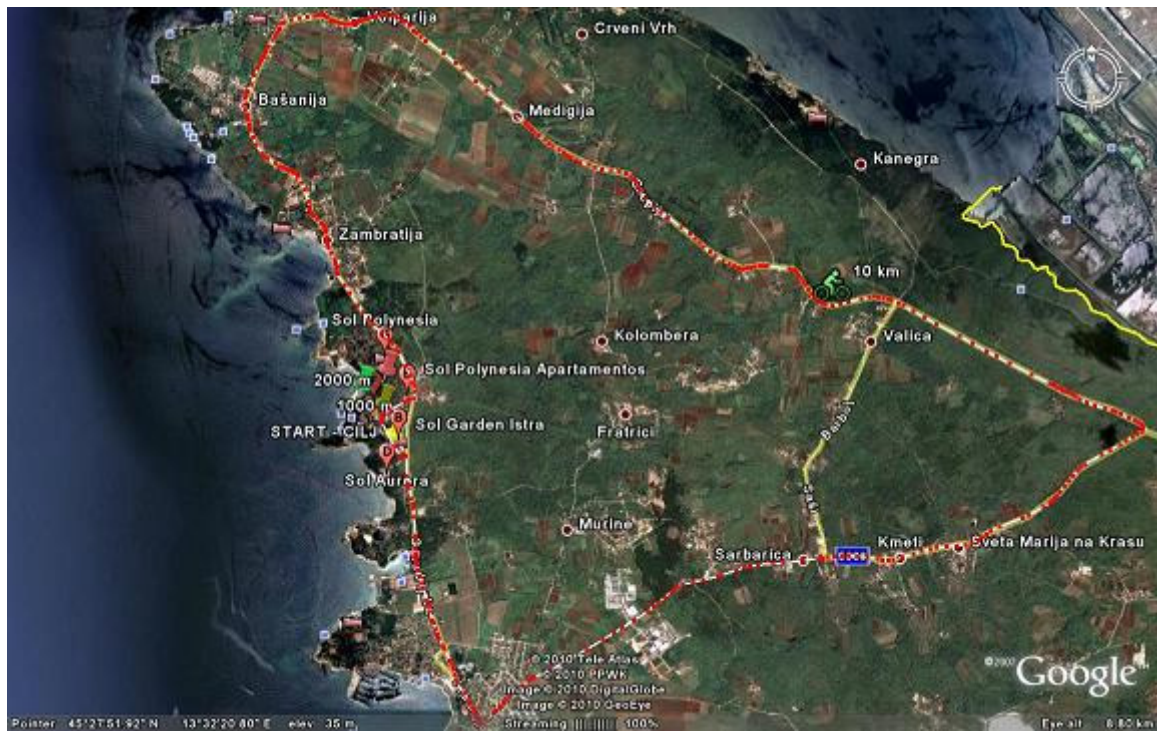 Crveni Vrh
Bašanija
Medigija
Kanegra
Zambratija
10 km
Sol Polynesia
Kolombera
Valica
Sol Polynesia Apartamentos
2000 m
1000 m
Sol Garden Istra
START - CILJ
Fratrici
Barboj
Sol Aurora
Murine
Sarbarica
Kmeti
Sveta Marija na Krasu
© 2010 Tele Atlas
© 2010 PPWK
Image © 2010 DigitalGlobe
Image © 2010 GeoEye
©2007 Google
Pointer 45°27'51.92" N 13°32'20.80" E elev 35 m
Streaming 100%
Eye alt 8.80 km